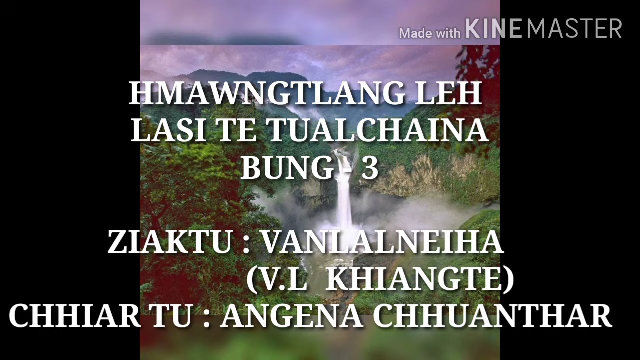 Made with KINEMASTER
HMAWNGTLANG LEH
LASI TE TUALCHAINA
BUNG - 3
ZIAKTU : VANLALNEIHA
(V.L KHIANGTE)
CHHIAR TU : ANGENA CHHUANTHAR